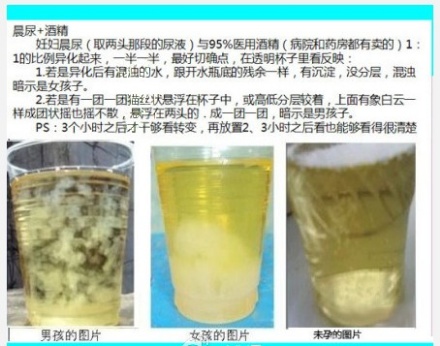 晨尿+酒精
妊妇晨尿（取两头那段的尿液）与95%医用酒精（病院和药房都有卖的）1：
1的比例异化起来，一半一半，最好切确点，在透明杯子里看反映：
1.若是异化后有混浊的水，跟开水瓶底的残余一样，有沉淀，没分层，混浊
暗示是女孩子。
2.若是有一团一团猫丝状悬浮在杯子中，或高低分层较着，上面有象白云一
样成团状摇也摇不散，悬浮在两头的．成一团一团，暗示是男孩子。
PS：3个小时之后才干够看转变，再放置2、3小时之后看也能够看得很清楚
男孩的图片
女孩的图片
未孕的图片